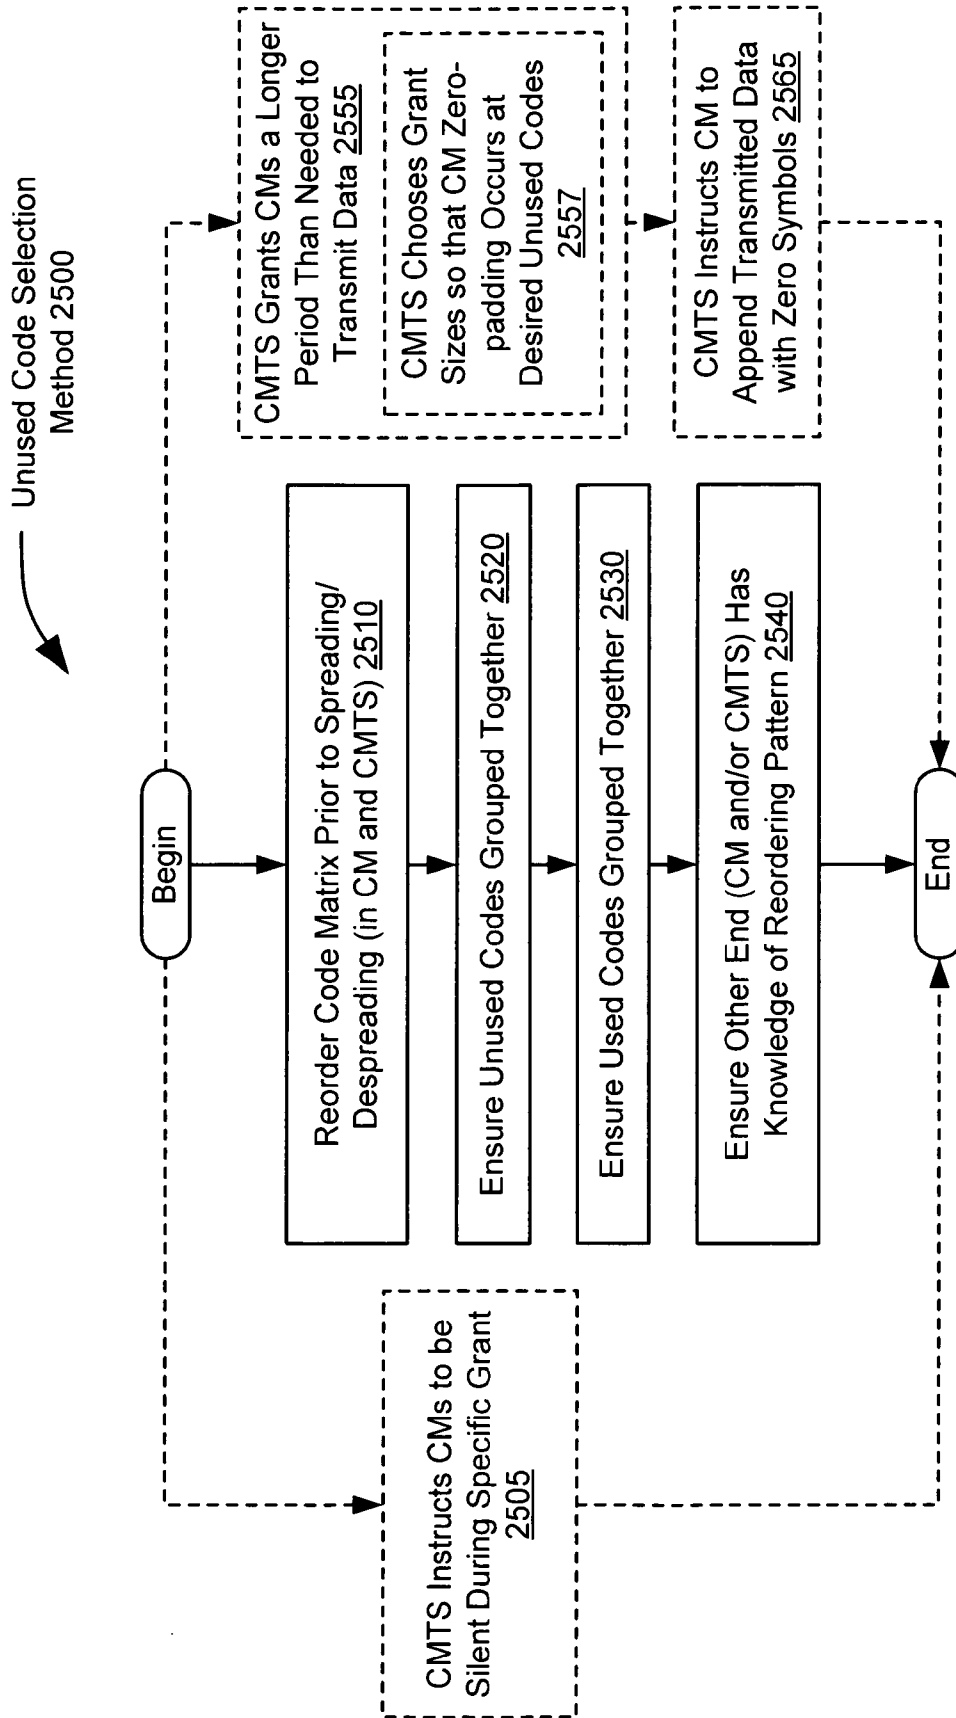 Unused Code Selection
Method 2500
Begin
CMTS Instructs CMs to be
Silent During Specific Grant
2505
Reorder Code Matrix Prior to Spreading/
Despreading (in CM and CMTS) 2510
Ensure Unused Codes Grouped Together 2520
Ensure Used Codes Grouped Together 2530
Ensure Other End (CM and/or CMTS) Has
Knowledge of Reordering Pattern 2540
CMTS Grants CMs a Longer
Period Than Needed to
Transmit Data 2555
CMTS Chooses Grant
Sizes so that CM Zero-
padding Occurs at
Desired Unused Codes
2557
CMTS Instructs CM to
Append Transmitted Data
with Zero Symbols 2565
End